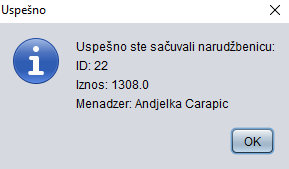 Uspešno
Uspešno ste sačuvali narudžbenicu:
ID: 22
Iznos: 1308.0
Menadzer: Andjelka Carapic
OK